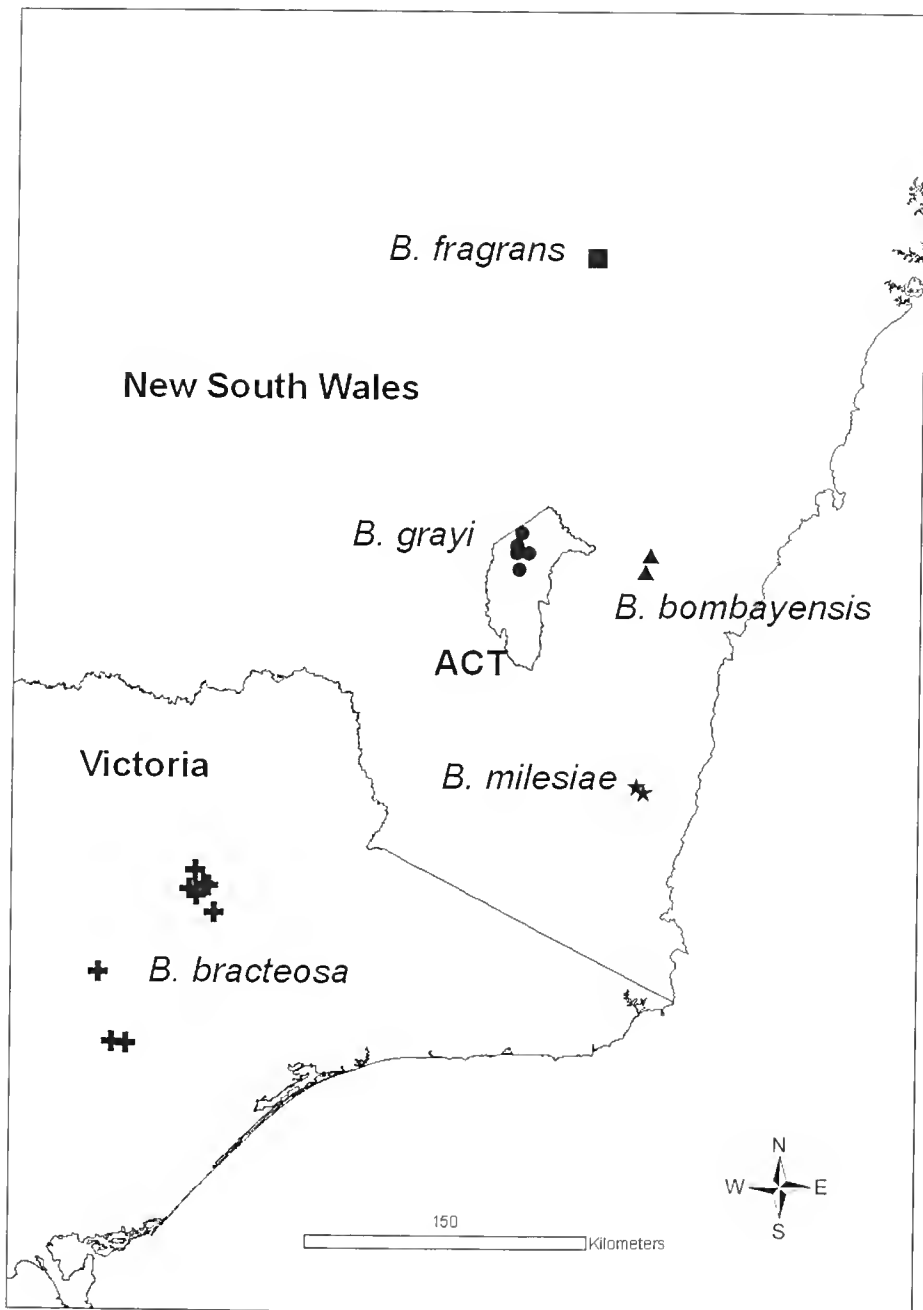 B. fragrans
New South Wales
B. grayi
B. bombayensis
ACT
Victoria
B. milesiae
B. bracteosa
N
W E
S
150
Kilometers